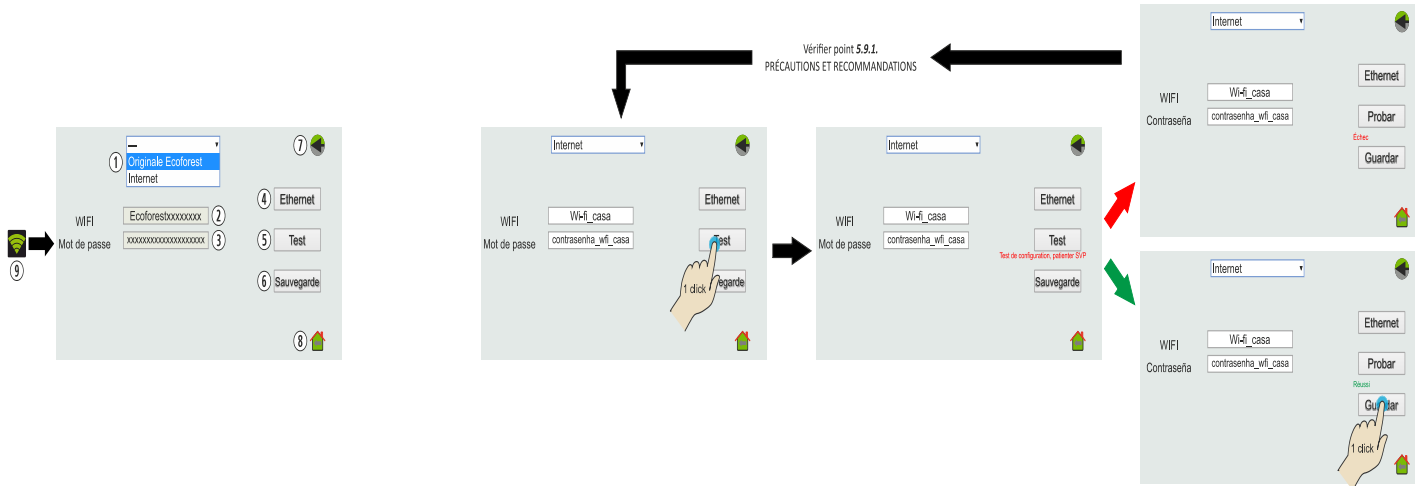 Vérifier point 5.9.1.
PRÉCAUTIONS ET RECOMMANDATIONS
⑨
—
① Originale Ecoforest
Internet
⑦
④ Ethernet
WIFI
Ecoforestxxxxxxxx ②
Mot de passe
xxxxxxxxxxxxxxxxxxx ③
⑤ Test
⑥ Sauvegarde
⑧
Internet
Ethernet
WIFI
Wi-fi_casa
Mot de passe
contrasenha_wfi_casa
Test
1 click
egarde
Internet
Ethernet
WIFI
Wi-fi_casa
Mot de passe
contrasenha_wfi_casa
Test
Test de configuration, patienter SVP
Sauvegarde
Internet
Ethernet
WIFI
Wi-fi_casa
Contraseña
contrasenha_wfi_casa
Probar
Échec
Guardar
Internet
Ethernet
WIFI
Wi-fi_casa
Contraseña
contrasenha_wfi_casa
Probar
Réussi
Guardar
1 click